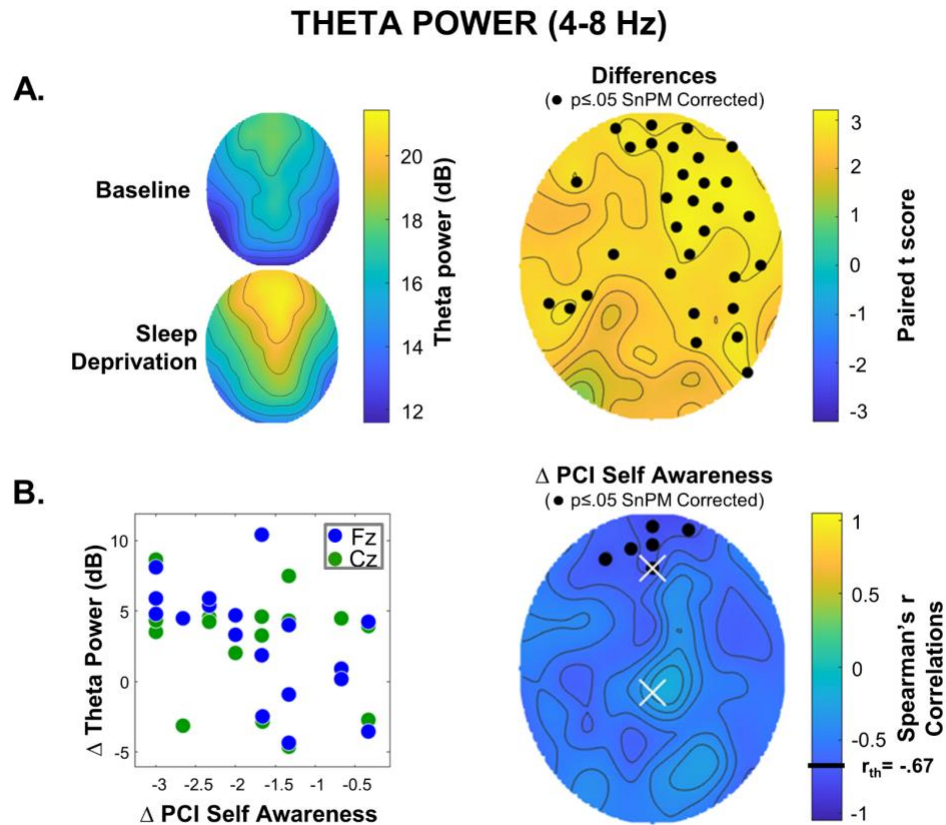 THETA POWER (4-8 Hz)
A.
Differences
(● p≤.05 SnPM Corrected)
Baseline
Sleep
Deprivation
20
18
16
14
12
Theta power (dB)
3
2
1
0
-1
-2
-3
Paired t score
B.
Δ PCI Self Awareness
(● p≤.05 SnPM Corrected)
Fz
Cz
10
5
0
-5
Δ Theta Power (dB)
-3 -2.5 -2 -1.5 -1 -0.5
Δ PCI Self Awareness
1
0.5
0
-0.5
-1
rth= -.67
Spearman's r
Correlations